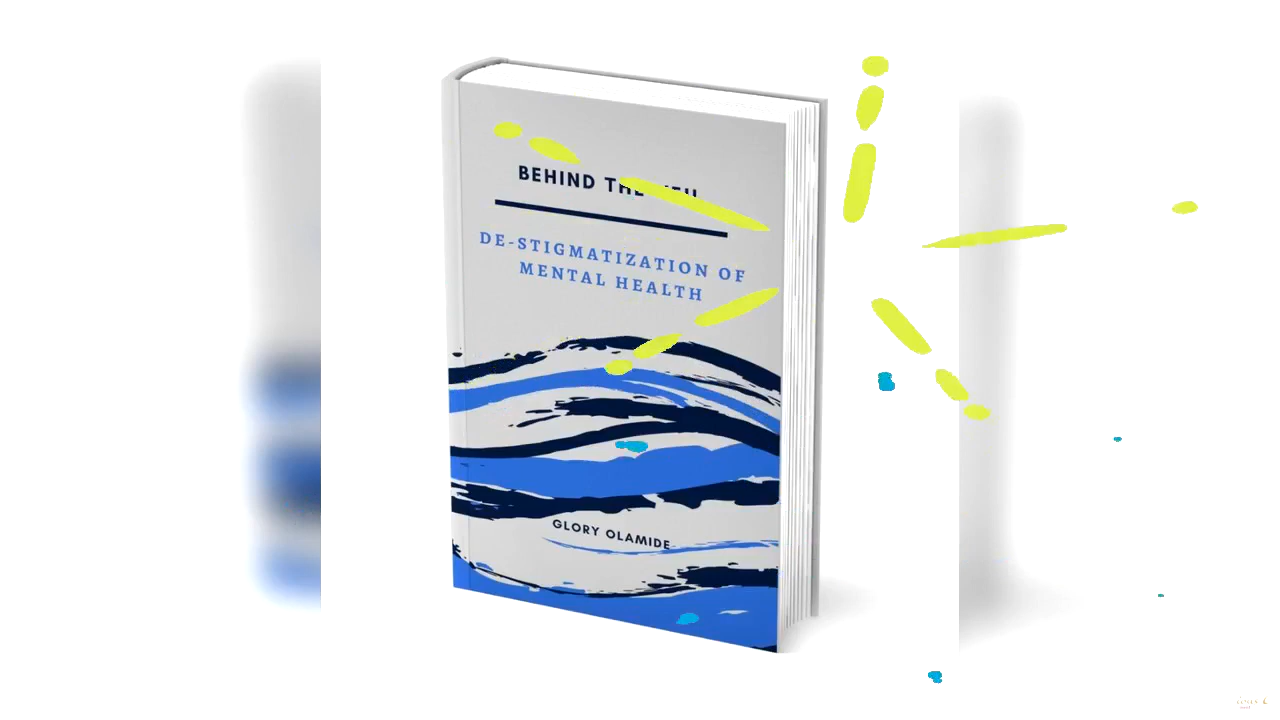 BEHIND THE
DE-STIGMATIZATION OF
MENTAL HEALTH
GLORY OLAMIDE